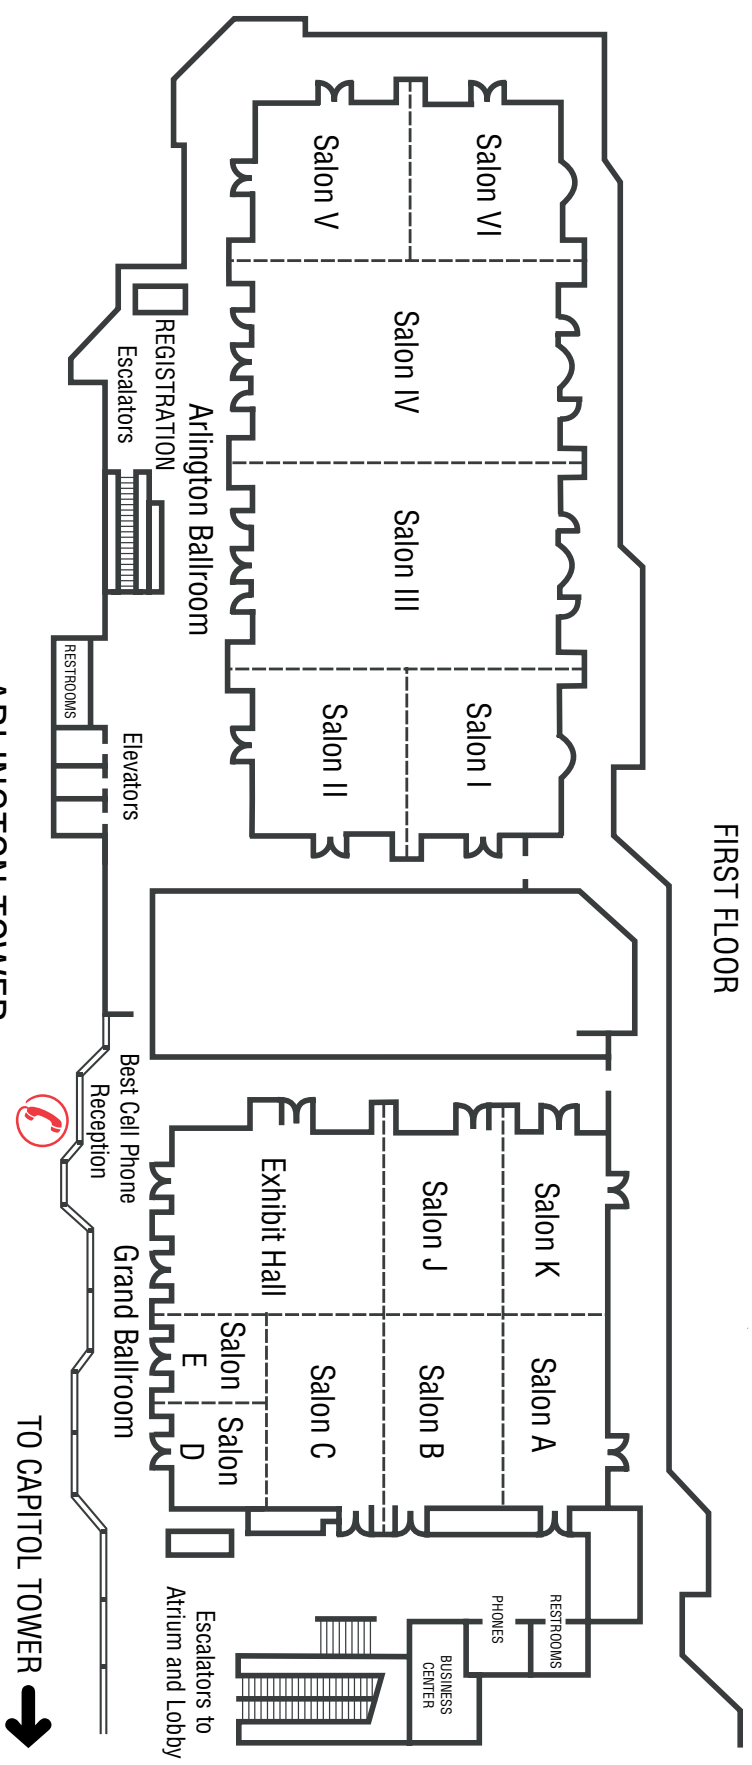 FIRST FLOOR
Salon VI
Salon I
Salon K
Salon A
RESTROOMS
PHONES
Salon IV
Salon III
Salon J
Salon B
BUSINESS
CENTER
Salon V
Salon II
Exhibit Hall
Salon C
Salon
E
Salon
D
Arlington Ballroom
Escalators to
Atrium and Lobby
REGISTRATION
Escalators
Elevators
RESTROOMS
Best Cell Phone
Reception
Grand Ballroom
TO CAPITOL TOWER
ARLINGTON TOWER